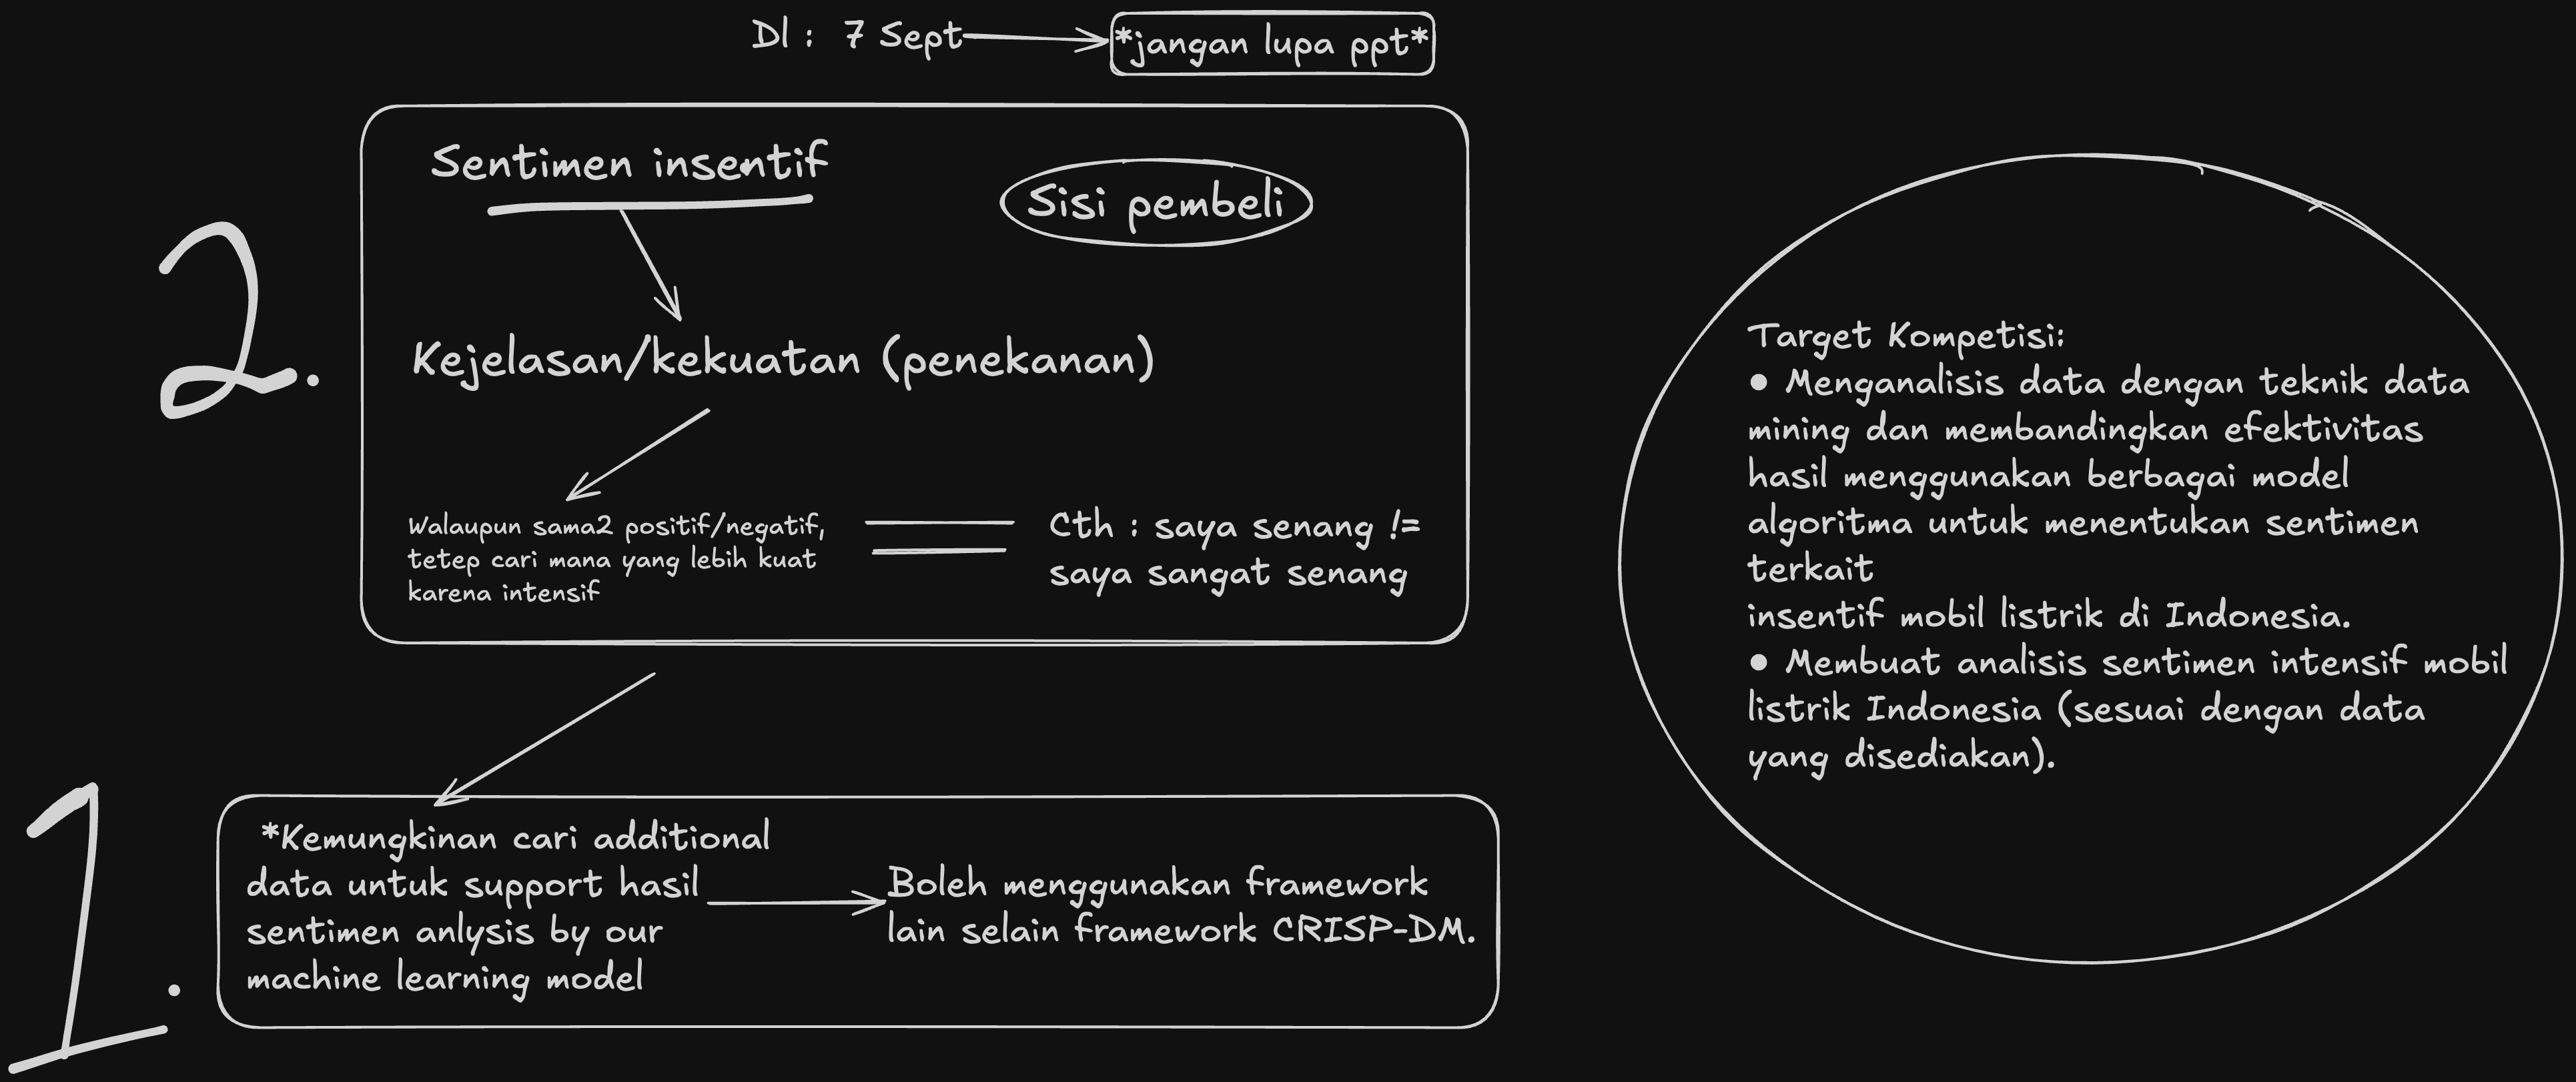 Dl : 7 Sept
*jangan lupa ppt*
2.
Sentimen insentif
Sisi pembeli
Kejelasan/kekuatan (penekanan)
Walaupun sama2 positif/negatif,
tetep cari mana yang lebih kuat
karena intensif
Cth : saya senang !=
saya sangat senang
1.
*Kemungkinan cari additional
data untuk support hasil
sentimen anlysis by our
machine learning model
Boleh menggunakan framework
lain selain framework CRISP-DM.
Target Kompetisi:
● Menganalisis data dengan teknik data
mining dan membandingkan efektivitas
hasil menggunakan berbagai model
algoritma untuk menentukan sentimen
terkait
insentif mobil listrik di Indonesia.
● Membuat analisis sentimen intensif mobil
listrik Indonesia (sesuai dengan data
yang disediakan).